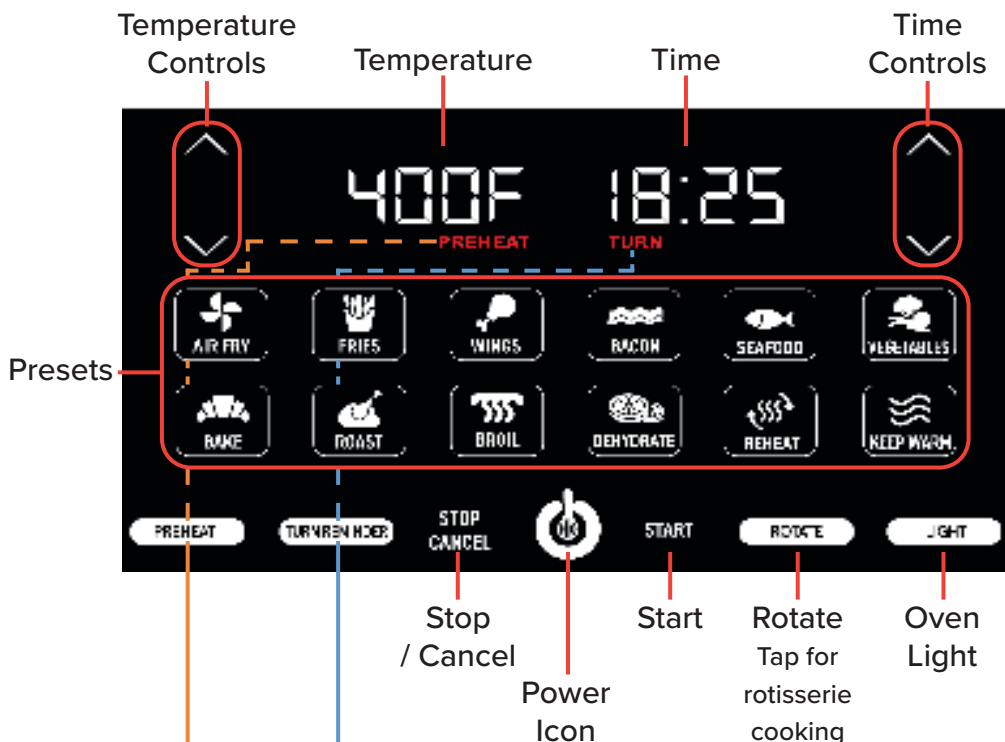 Temperature
Controls
Temperature
Time
Time
Controls
400F
18:25
PREHEAT
TURN
Presets
AIR FRY
FRIES
WINGS
BACON
SEAFOOD
VEGETABLES
BAKE
ROAST
BROIL
DEHYDRATE
REHEAT
KEEP WARM
PREHEAT
TURN REMINDER
STOP
CANCEL
START
ROTATE
LIGHT
Stop
/ Cancel
Power
Icon
Start
Rotate
Tap for
rotisserie
cooking
Oven
Light